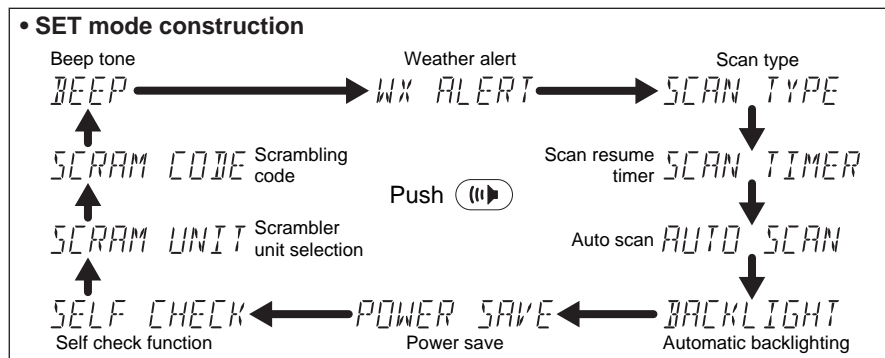 • SET mode construction
Beep tone
Weather alert
Scan type
BEEP
WX ALERT
SCAN TYPE
SCRAM CODE
Scrambling
code
Push
Scan resume
timer
SCAN TIMER
SCRAM UNIT
Scrambler
unit selection
Auto scan
AUTO SCAN
SELF CHECK
POWER SAVE
BACKLIGHT
Self check function
Power save
Automatic backlighting